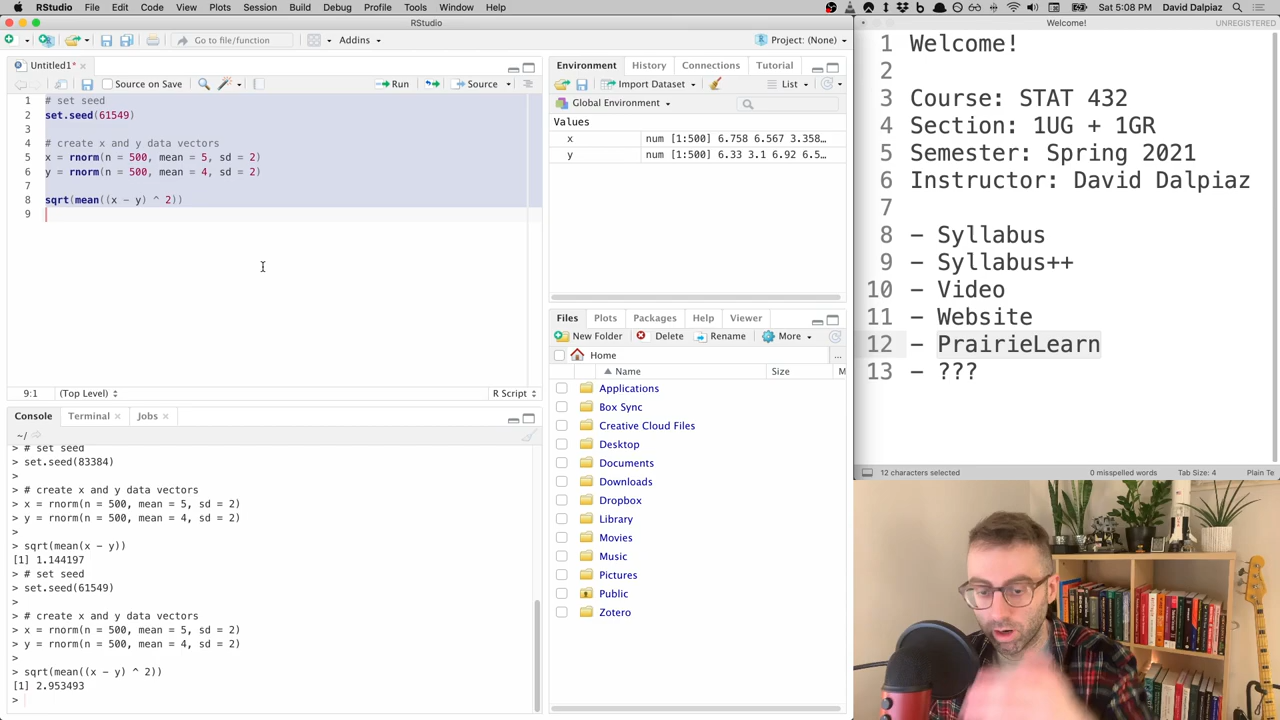 RStudio File Edit Code View Plots Session Build Debug Profile Tools Window Help Sat 5:08 PM David Dalpiaz
RStudio
Go to file/function Addins Project: (None)
Untitled1*
Source on Save Run Source
1 # set seed
2 set.seed(61549)
3
4 # create x and y data vectors
5 x = rnorm(n = 500, mean = 5, sd = 2)
6 y = rnorm(n = 500, mean = 4, sd = 2)
7
8 sqrt(mean((x - y) ^ 2))
9
9:1 (Top Level) R Script
Console Terminal Jobs
~/
> # set seed
> set.seed(83384)
>
> # create x and y data vectors
> x = rnorm(n = 500, mean = 5, sd = 2)
> y = rnorm(n = 500, mean = 4, sd = 2)
>
> sqrt(mean(x - y))
[1] 1.144197
> # set seed
> set.seed(61549)
>
> # create x and y data vectors
> x = rnorm(n = 500, mean = 5, sd = 2)
> y = rnorm(n = 500, mean = 4, sd = 2)
>
> sqrt(mean((x - y) ^ 2))
[1] 2.953493
>
Environment History Connections Tutorial
Import Dataset List
Global Environment
Values
x num [1:500] 6.758 6.567 3.358…
y num [1:500] 6.33 3.1 6.92 6.5…
Files Plots Packages Help Viewer
New Folder Delete Rename More
Home ...
Name Size M
Applications
Box Sync
Creative Cloud Files
Desktop
Documents
Downloads
Dropbox
Library
Movies
Music
Pictures
Public
Zotero
Welcome! UNREGISTERED
1 Welcome!
2
3 Course: STAT 432
4 Section: 1UG + 1GR
5 Semester: Spring 2021
6 Instructor: David Dalpiaz
7
8 - Syllabus
9 - Syllabus++
10 - Video
11 - Website
12 - PrairieLearn
13 - ???
12 characters selected 0 misspelled words Tab Size: 4 Plain Te